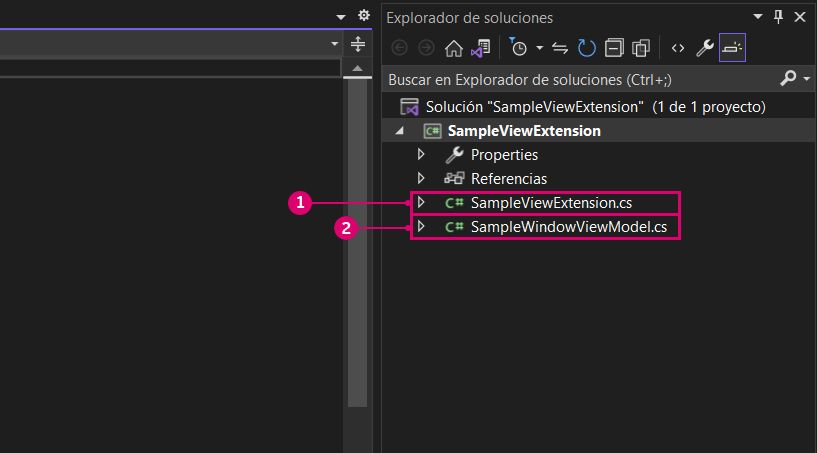 Explorador de soluciones
Buscar en Explorador de soluciones (Ctrl+;)
Solución "SampleViewExtension" (1 de 1 proyecto)
C# SampleViewExtension
Properties
Referencias
1 C# SampleViewExtension.cs
2 C# SampleWindowViewModel.cs